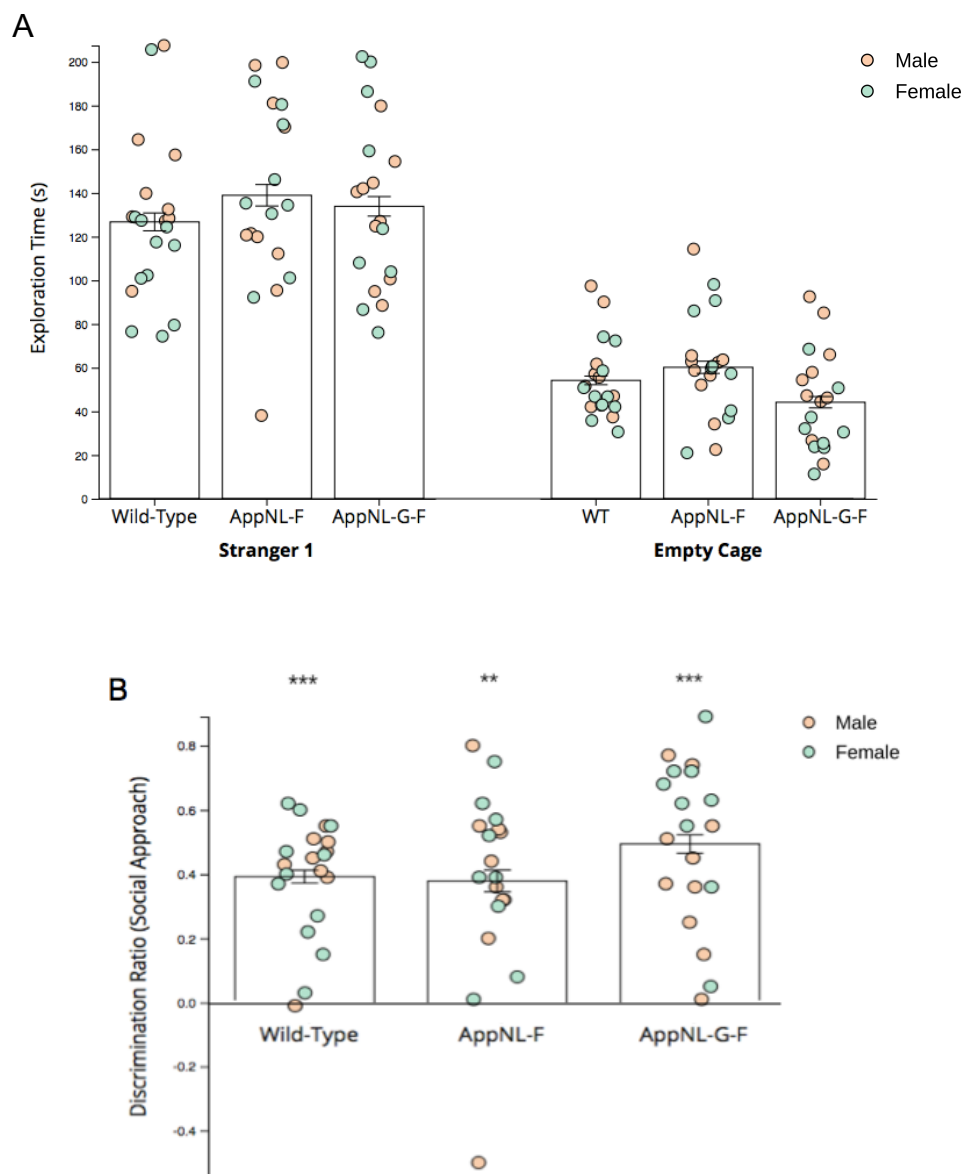 A
Male
Female
Exploration Time (s)
200
180
160
140
120
100
80
60
40
20
0
Wild-Type AppNL-F AppNL-G-F WT AppNL-F AppNL-G-F
Stranger 1 Empty Cage
B
*** ** ***
Male
Female
Discrimination Ratio (Social Approach)
0.8
0.6
0.4
0.2
0.0
Wild-Type AppNL-F AppNL-G-F
-0.2
-0.4